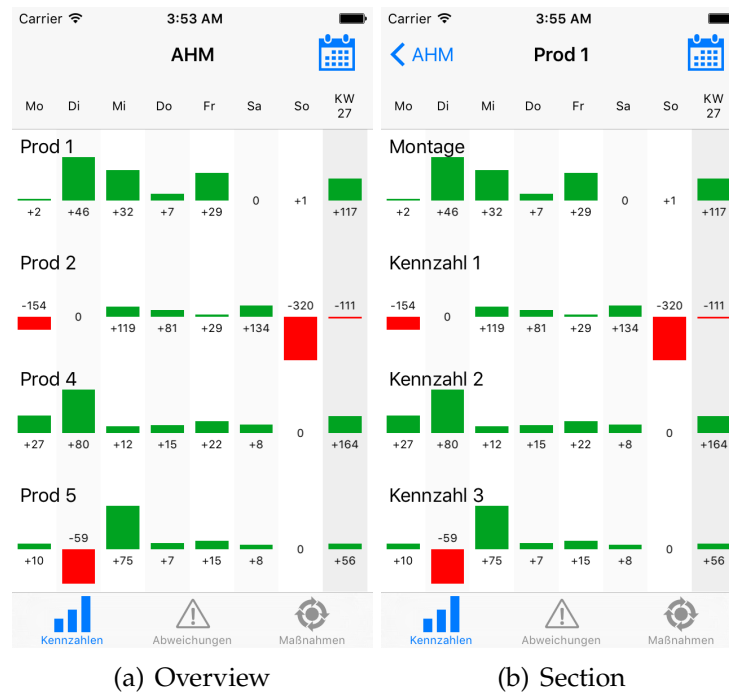 Carrier 3:53 AM
AHM
Mo Di Mi Do Fr Sa So KW 27
Prod 1
+2 +46 +32 +7 +29 0 +1 +117
Prod 2
-154 0 +119 +81 +29 +134 -320 -111
Prod 4
+27 +80 +12 +15 +22 +8 0 +164
Prod 5
+10 -59 +75 +7 +15 +8 0 +56
Kennzahlen Abweichungen Maßnahmen
(a) Overview
Carrier 3:55 AM
AHM Prod 1
Mo Di Mi Do Fr Sa So KW 27
Montage
+2 +46 +32 +7 +29 0 +1 +117
Kennzahl 1
-154 0 +119 +81 +29 +134 -320 -111
Kennzahl 2
+27 +80 +12 +15 +22 +8 0 +164
Kennzahl 3
+10 -59 +75 +7 +15 +8 0 +56
Kennzahlen Abweichungen Maßnahmen
(b) Section